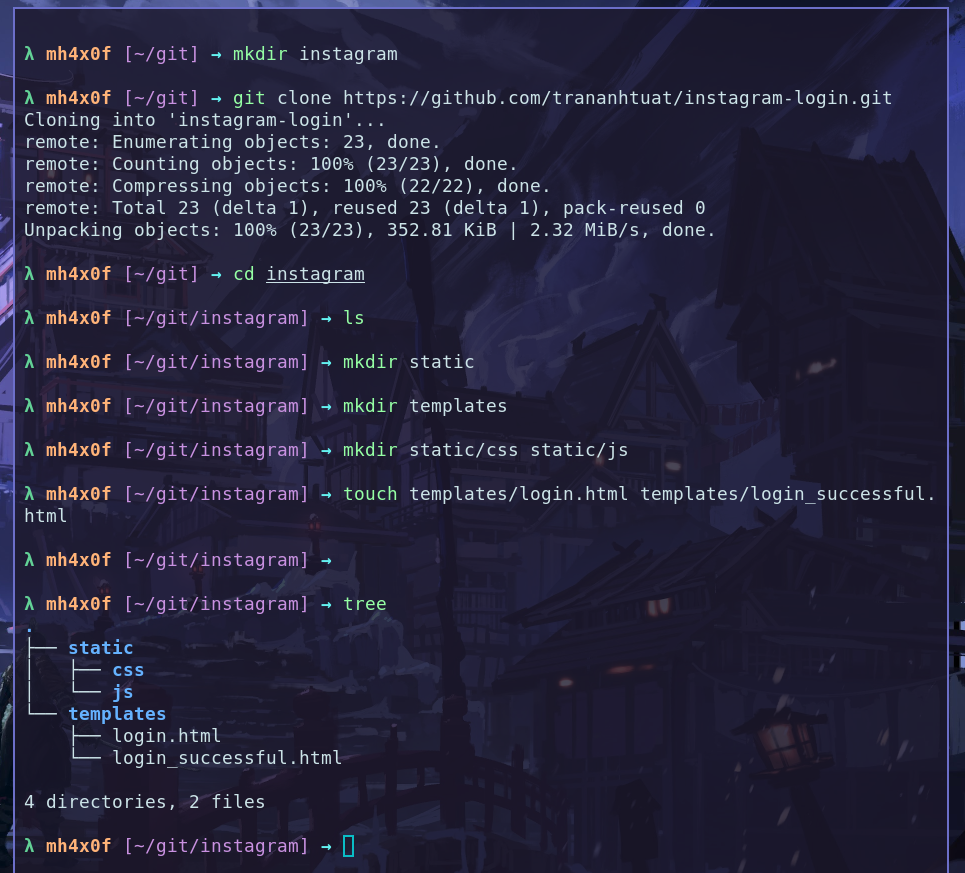 λ mh4x0f [~/git] → mkdir instagram
λ mh4x0f [~/git] → git clone https://github.com/trananhtuat/instagram-login.git
Cloning into 'instagram-login'...
remote: Enumerating objects: 23, done.
remote: Counting objects: 100% (23/23), done.
remote: Compressing objects: 100% (22/22), done.
remote: Total 23 (delta 1), reused 23 (delta 1), pack-reused 0
Unpacking objects: 100% (23/23), 352.81 KiB | 2.32 MiB/s, done.
λ mh4x0f [~/git] → cd instagram
λ mh4x0f [~/git/instagram] → ls
λ mh4x0f [~/git/instagram] → mkdir static
λ mh4x0f [~/git/instagram] → mkdir templates
λ mh4x0f [~/git/instagram] → mkdir static/css static/js
λ mh4x0f [~/git/instagram] → touch templates/login.html templates/login_successful.
html
λ mh4x0f [~/git/instagram] →
λ mh4x0f [~/git/instagram] → tree
.
├── static
│   ├── css
│   └── js
└── templates
    ├── login.html
    └── login_successful.html
4 directories, 2 files
λ mh4x0f [~/git/instagram] →